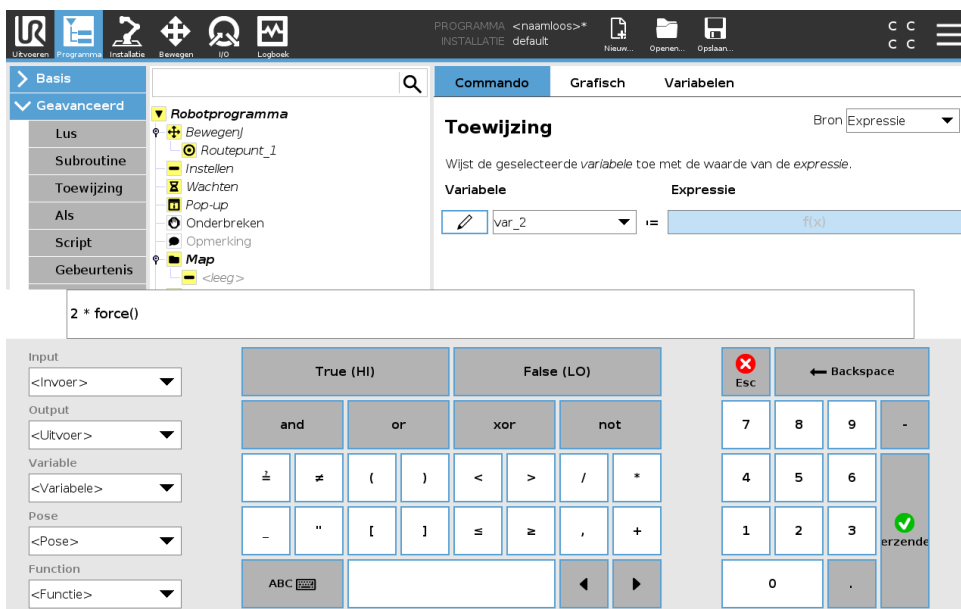 PROGRAMMA <naamloos>*
INSTALLATIE default
Uitvoeren Programma Installatie Bewegen I/O Logboek
Nieuw... Openen... Opslaan...
C C
C C
Basis
Geavanceerd
Lus
Subroutine
Toewijzing
Als
Script
Gebeurtenis
Robotprogramma
BewegenJ
Routepunt_1
Instellen
Wachten
Pop-up
Onderbreken
Opmerking
Map
<leeg>
Commando Grafisch Variabelen
Toewijzing
Bron Expressie
Wijst de geselecteerde variabele toe met de waarde van de expressie.
Variabele Expressie
var_2 := f(x)
2 * force()
Input
<Invoer>
Output
<Uitvoer>
Variable
<Variabele>
Pose
<Pose>
Function
<Functie>
True (HI) False (LO)
and or xor not
≟ ≠ ( ) < > / *
_ " [ ] ≤ ≥ , +
ABC
Esc Backspace
7 8 9 -
4 5 6
1 2 3 erzende
0 .